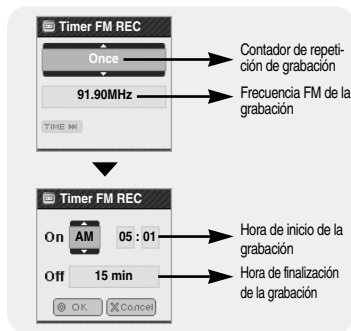 Timer FM REC
Once
Contador de repeti-
ción de grabación
91.90MHz
Frecuencia FM de la
grabación
TIME
Timer FM REC
On AM 05 : 01
Hora de inicio de la
grabación
Off 15 min
Hora de finalización
de la grabación
OK Cancel